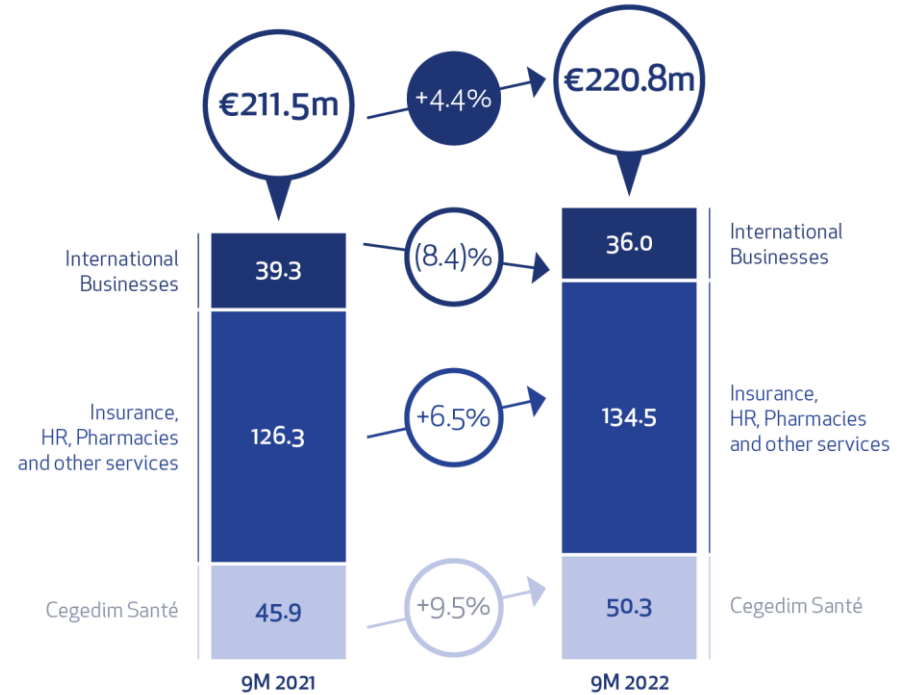 €211.5m
+4.4%
€220.8m
International
Businesses
39.3
(8.4)%
36.0
International
Businesses
Insurance,
HR, Pharmacies
and other services
126.3
+6.5%
134.5
Insurance,
HR, Pharmacies
and other services
Cegedim Santé
45.9
+9.5%
50.3
Cegedim Santé
9M 2021
9M 2022